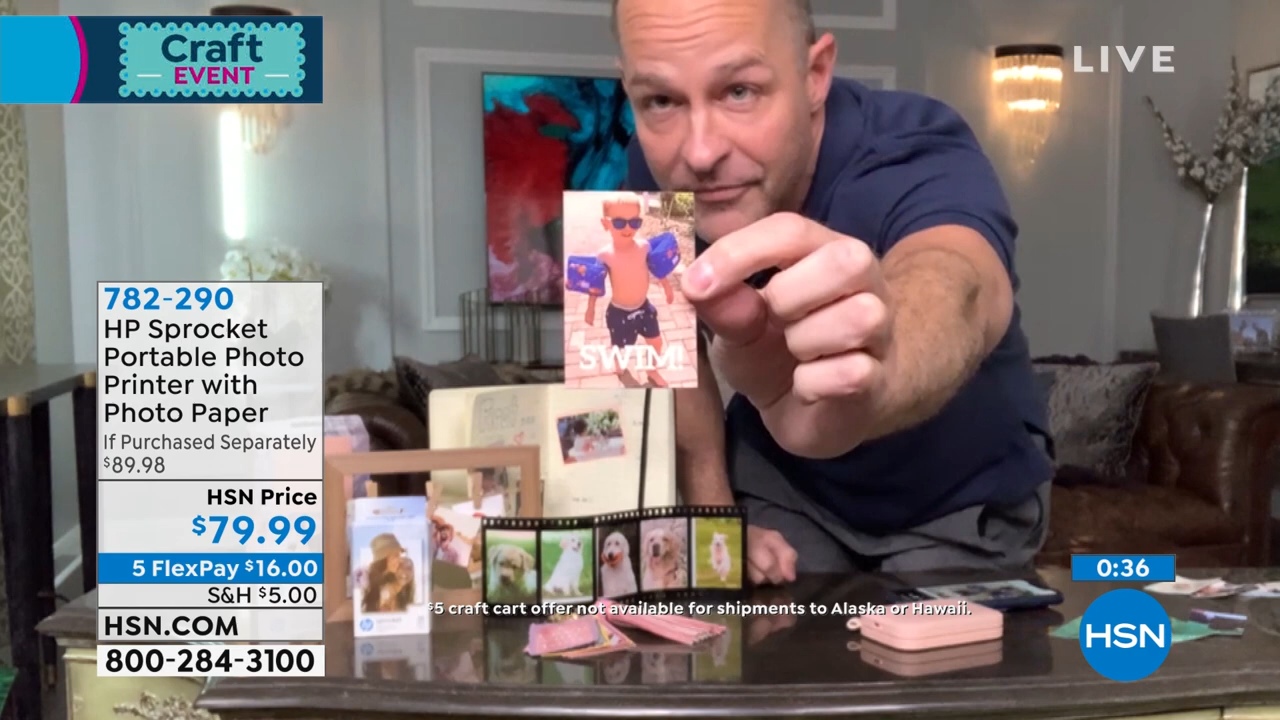 Craft
EVENT
LIVE
782-290
HP Sprocket
Portable Photo
Printer with
Photo Paper
If Purchased Separately
$89.98
HSN Price
$79.99
5 FlexPay $16.00
S&H $5.00
HSN.COM
800-284-3100
SWIM!
$5 craft cart offer not available for shipments to Alaska or Hawaii.
0:36
HSN